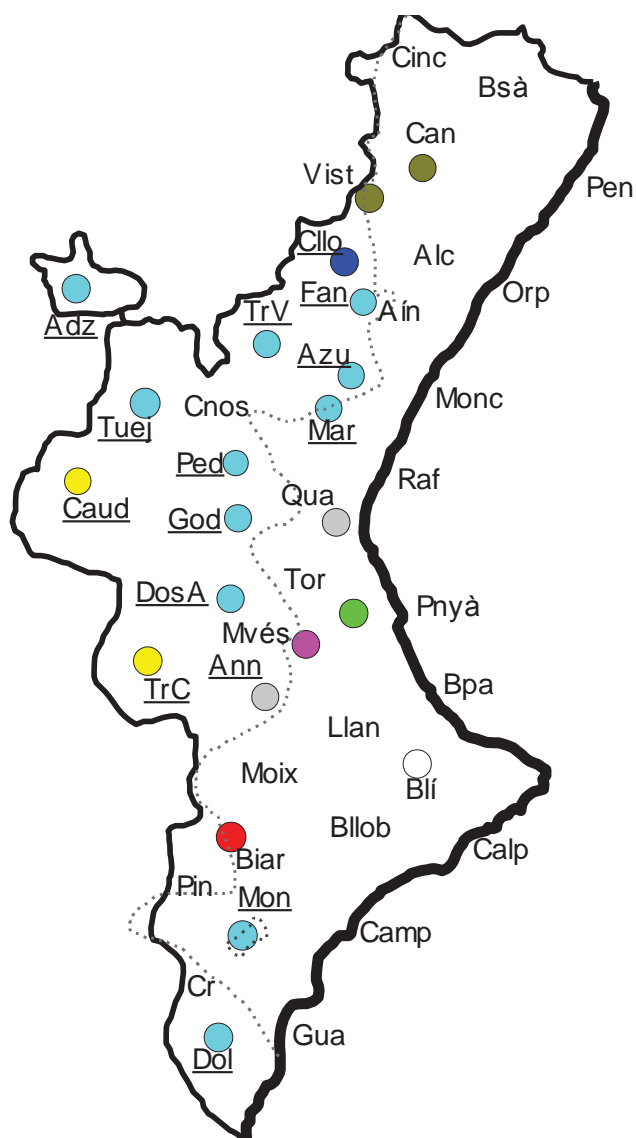 Cinc
Bsà
Can
Vist
Pen
Cllo
Alc
Fan
Orp
Adz
TrV
Aín
Azu
Monc
Cnos
Tuej
Mar
Ped
Raf
Caud
Qua
God
Tor
DosA
Pnyà
Mvés
Ann
TrC
Bpa
Llan
Moix
Blí
Bllob
Calp
Biar
Pin
Mon
Camp
Cr
Gua
Dol